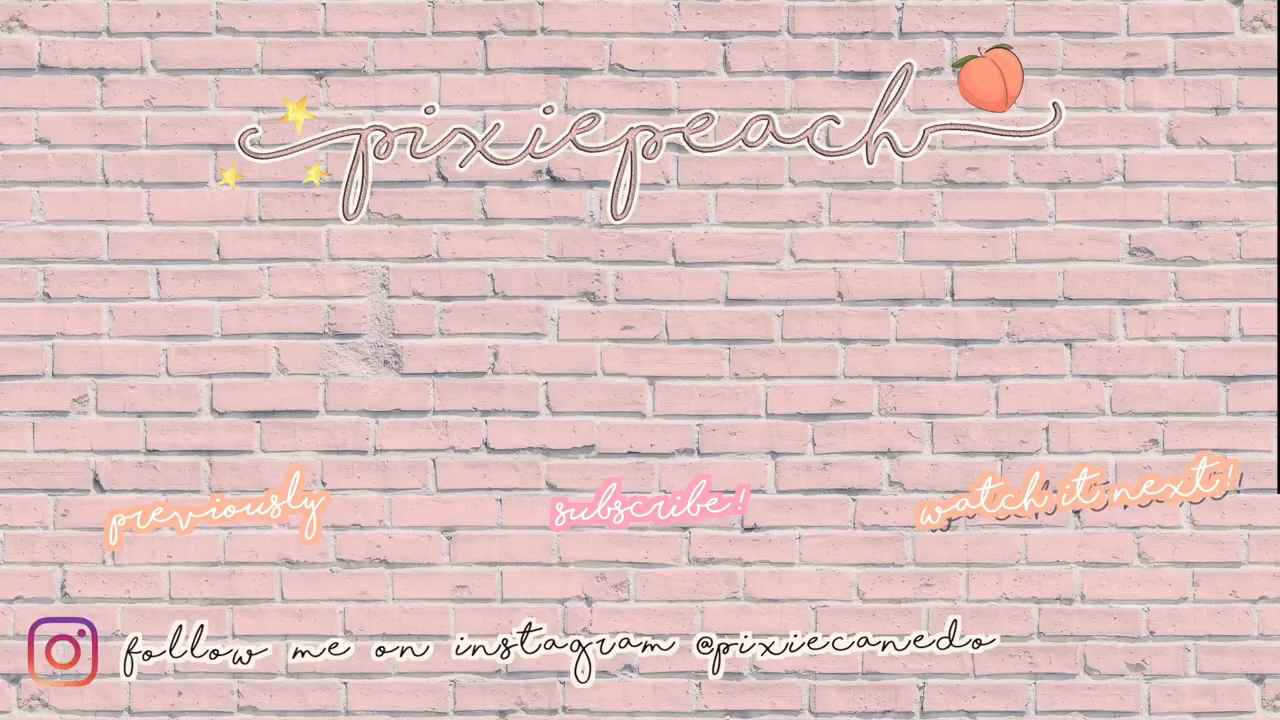 pixiepeach
previously
subscribe!
watch it next!
follow me on instagram @pixiecanedo